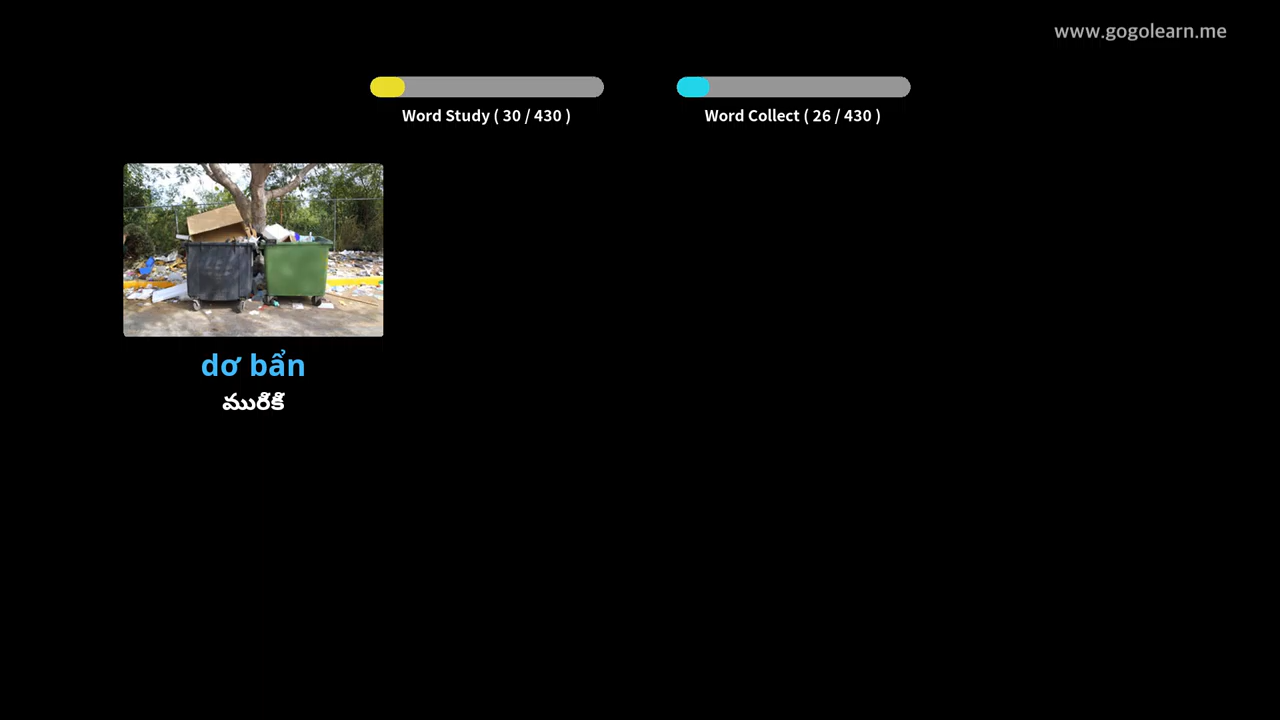 www.gogolearn.me
Word Study ( 30 / 430 )
Word Collect ( 26 / 430 )
dơ bẩn
మురికి